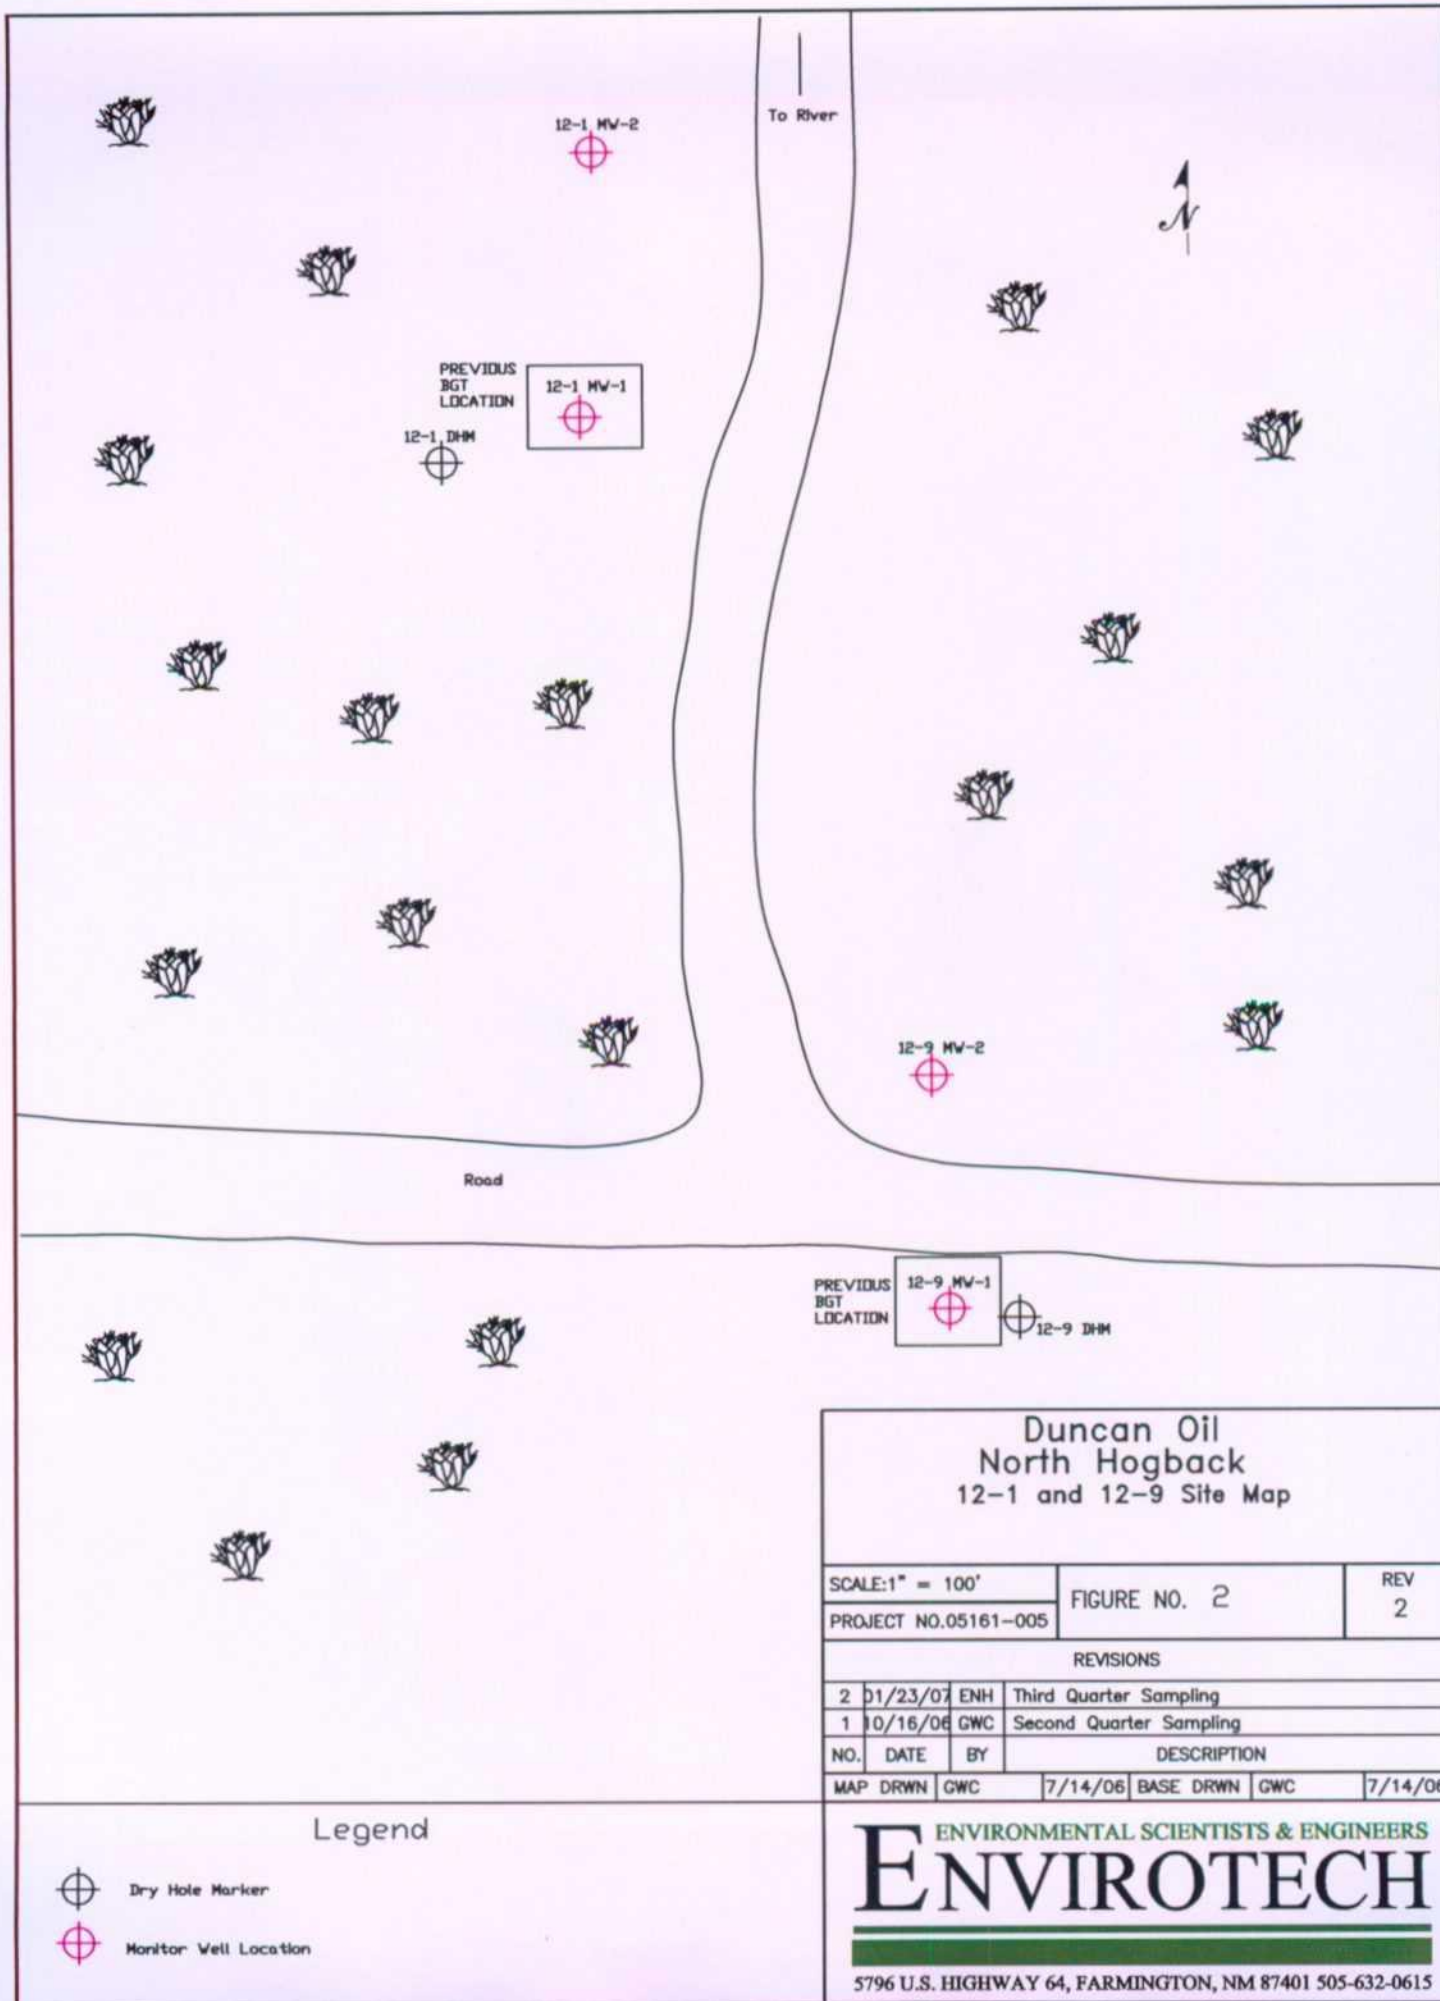 To River
12-1 MW-2
N
PREVIOUS
BGT
LOCATION
12-1 MW-1
12-1 DHM
12-9 MW-2
Road
PREVIOUS
BGT
LOCATION
12-9 MW-1
12-9 DHM
Duncan Oil
North Hogback
12-1 and 12-9 Site Map
SCALE:1" = 100'
PROJECT NO.05161-005
FIGURE NO. 2
REV
2
REVISIONS
2 01/23/07 ENH Third Quarter Sampling
1 10/16/06 GWC Second Quarter Sampling
NO. DATE BY DESCRIPTION
MAP DRWN GWC 7/14/06 BASE DRWN GWC 7/14/06
Legend
Dry Hole Marker
Monitor Well Location
ENVIRONMENTAL SCIENTISTS & ENGINEERS
ENVIROTECH
5796 U.S. HIGHWAY 64, FARMINGTON, NM 87401 505-632-0615